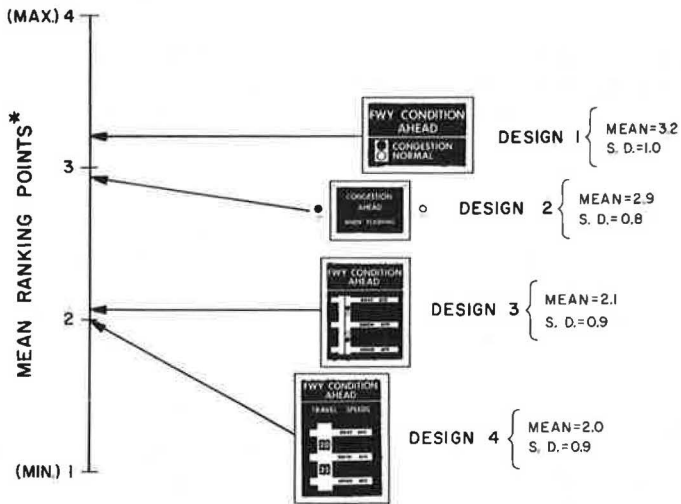 (MAX.) 4
3
2
(MIN.) 1
MEAN RANKING POINTS*
FWY CONDITION
AHEAD
CONGESTION
NORMAL
DESIGN 1
MEAN=3.2
S. D.=1.0
CONGESTION
AHEAD
WHEN FLASHING
DESIGN 2
MEAN=2.9
S. D.=0.8
FWY CONDITION
AHEAD
DESIGN 3
MEAN=2.1
S. D.=0.9
FWY CONDITION
AHEAD
TRAVEL SPEEDS
DESIGN 4
MEAN=2.0
S. D.=0.9